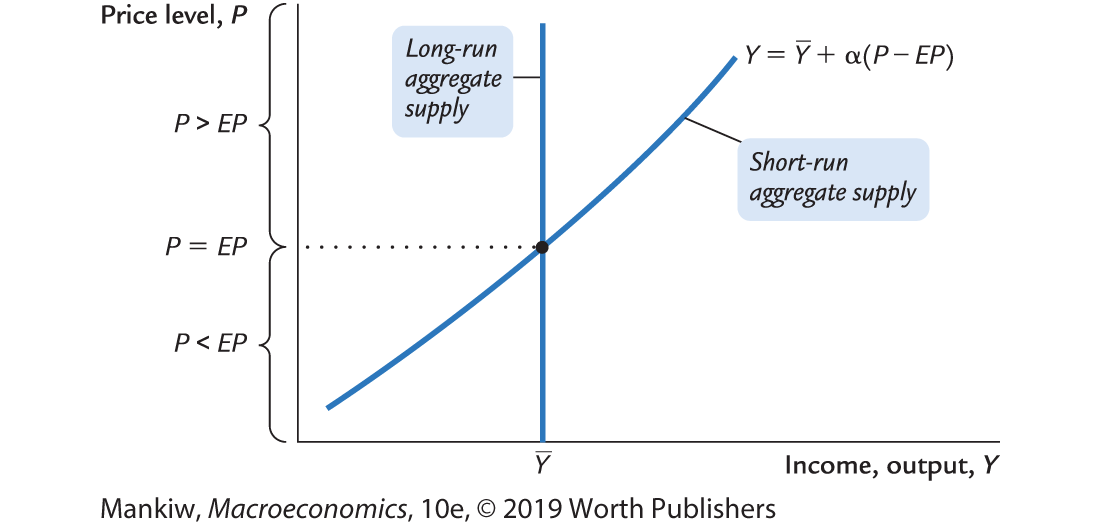 Price level, P
Long-run
aggregate
supply
Y = Y̅ + α(P – EP)
P > EP
Short-run
aggregate supply
P = EP
P < EP
Y̅
Income, output, Y
Mankiw, Macroeconomics, 10e, © 2019 Worth Publishers